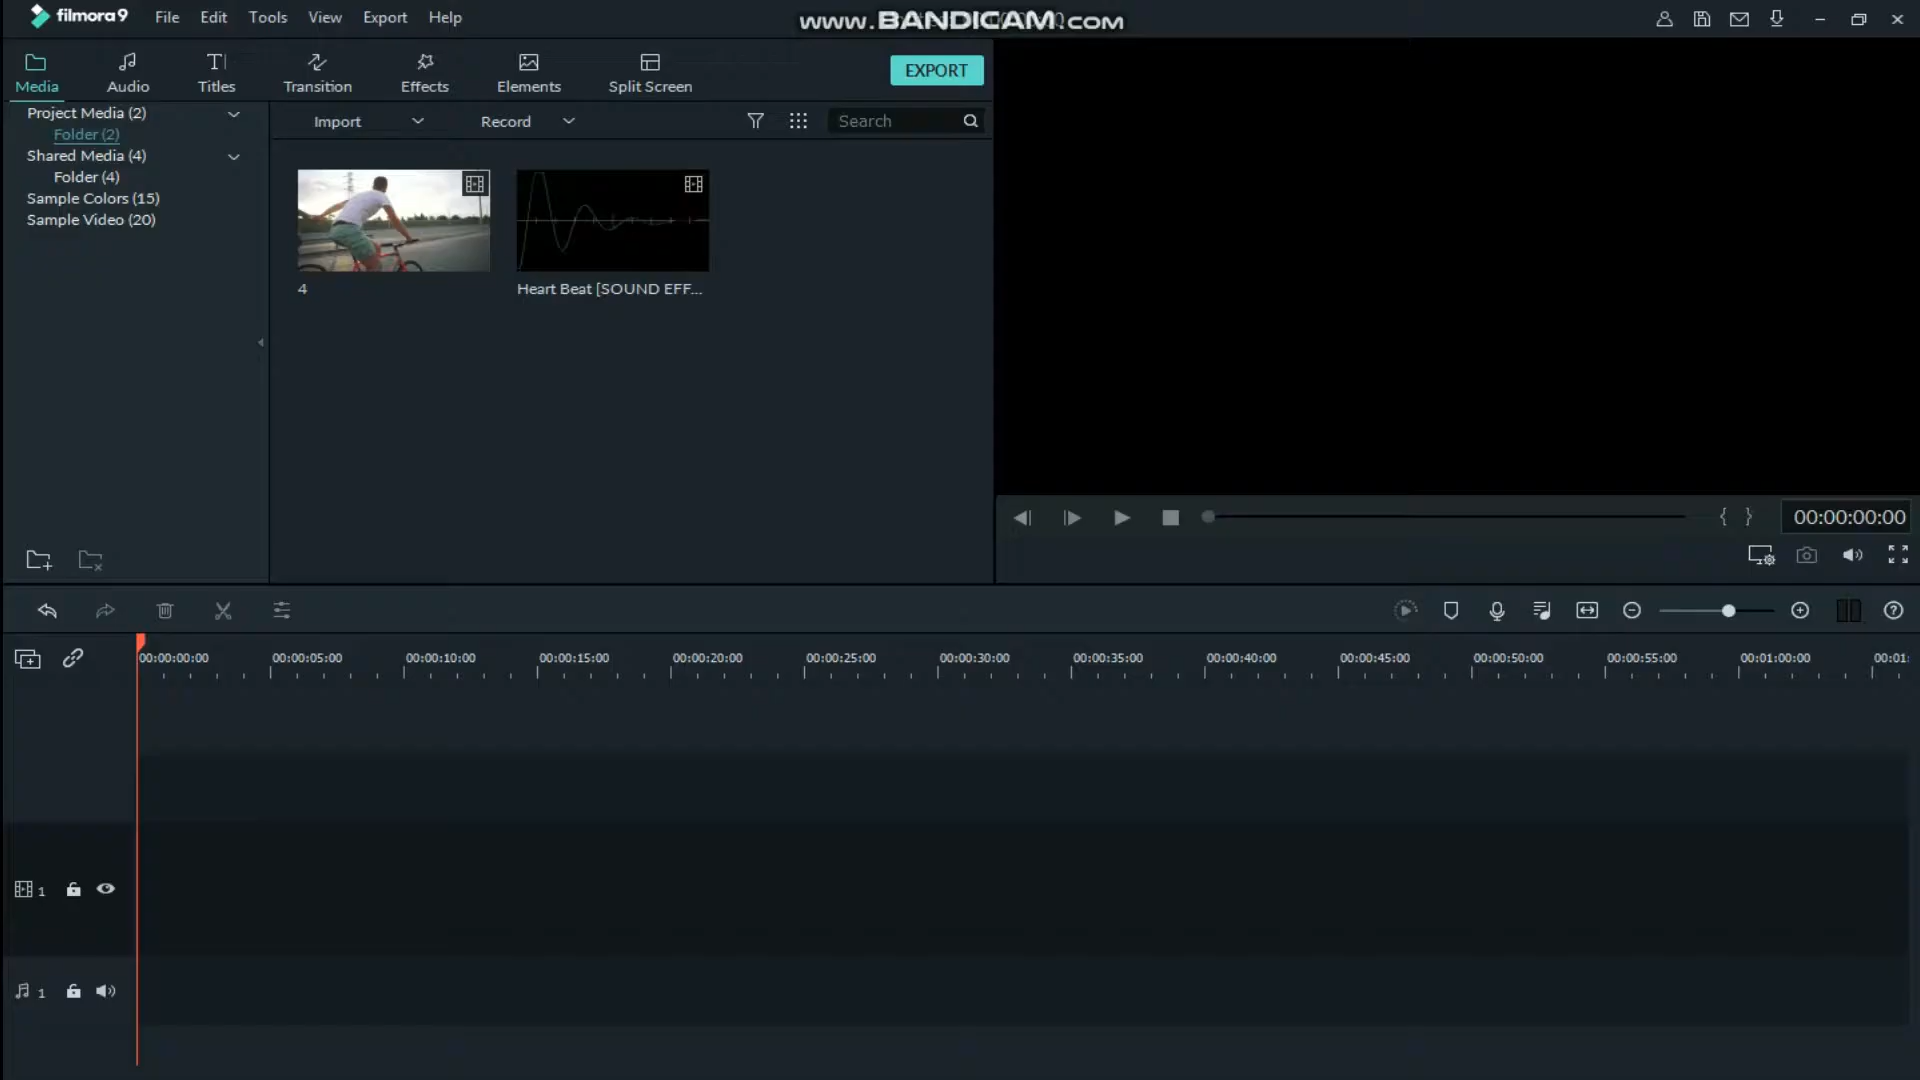 filmora9 File Edit Tools View Export Help
www.BANDICAM.com
Media Audio Titles Transition Effects Elements Split Screen EXPORT
Project Media (2)
Folder (2)
Shared Media (4)
Folder (4)
Sample Colors (15)
Sample Video (20)
Import Record Search
4
Heart Beat [SOUND EFF...
{ } 00:00:00:00
00:00:00:00 00:00:05:00 00:00:10:00 00:00:15:00 00:00:20:00 00:00:25:00 00:00:30:00 00:00:35:00 00:00:40:00 00:00:45:00 00:00:50:00 00:00:55:00 00:01:00:00 00:01:
1
1